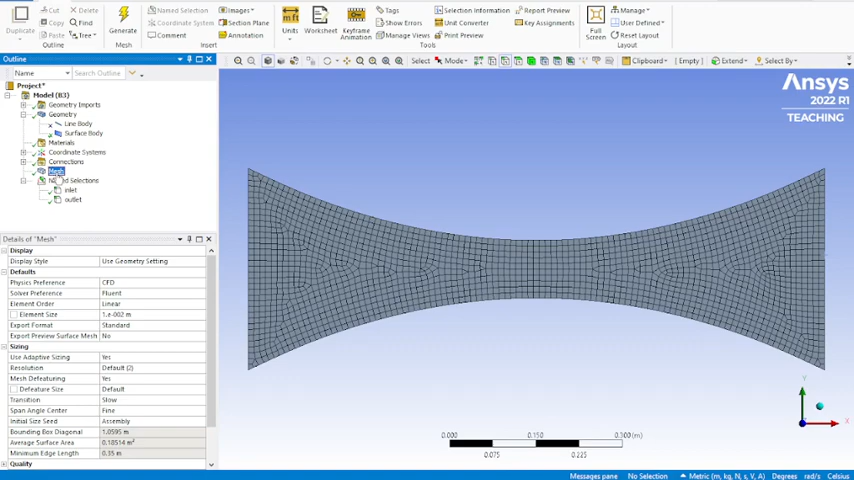 Cut Delete Named Selection Images Tags Selection Information Report Preview Manage
Duplicate Copy Find Generate Coordinate System Section Plane Units Worksheet Keyframe Animation Show Errors Unit Converter Key Assignments Full Screen User Defined
Paste Tree Comment Annotation Manage Views Print Preview Reset Layout
Outline Mesh Insert Tools Layout
Outline
Select Mode Clipboard [ Empty ] Extend Select By
Name Search Outline
Project*
Model (B3)
Geometry Imports
Geometry
Line Body
Surface Body
Materials
Coordinate Systems
Connections
Mesh
Named Selections
inlet
outlet
Ansys
2022 R1
TEACHING
Details of "Mesh"
Display
Display Style Use Geometry Setting
Defaults
Physics Preference CFD
Solver Preference Fluent
Element Order Linear
Element Size 1.e-002 m
Export Format Standard
Export Preview Surface Mesh No
Sizing
Use Adaptive Sizing Yes
Resolution Default (2)
Mesh Defeaturing Yes
Defeature Size Default
Transition Slow
Span Angle Center Fine
Initial Size Seed Assembly
Bounding Box Diagonal 1.0595 m
Average Surface Area 0.18514 m²
Minimum Edge Length 0.35 m
Quality
Y
X
0.000 0.150 0.300 (m)
0.075 0.225
Messages pane No Selection Metric (m, kg, N, s, V, A) Degrees rad/s Celsius